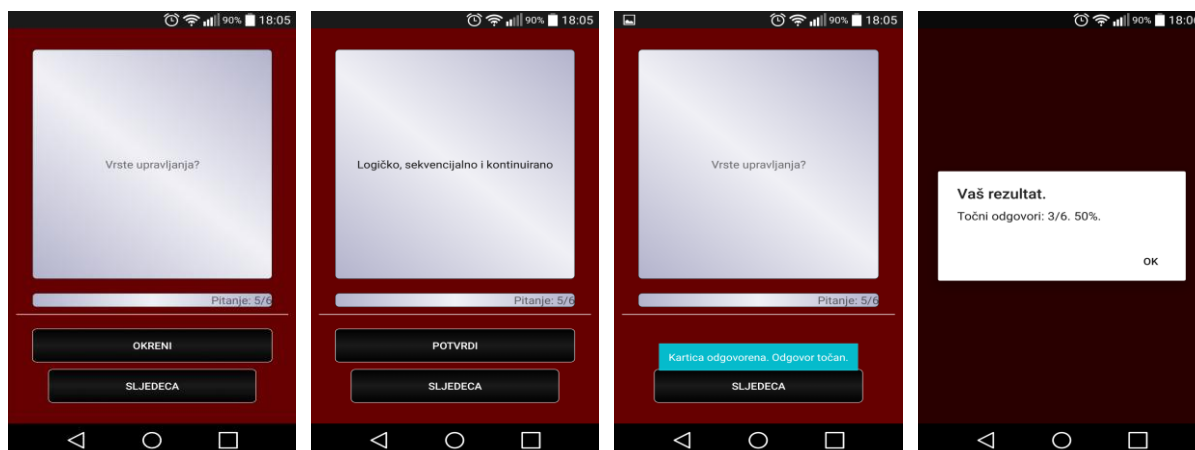 90% 18:05
Vrste upravljanja?
Pitanje: 5/6
OKRENI
SLJEDECA
90% 18:05
Logičko, sekvencijalno i kontinuirano
Pitanje: 5/6
POTVRDI
SLJEDECA
90% 18:05
Vrste upravljanja?
Pitanje: 5/6
Kartica odgovorena. Odgovor točan.
SLJEDECA
90% 18:06
Vaš rezultat.
Točni odgovori: 3/6. 50%.
OK